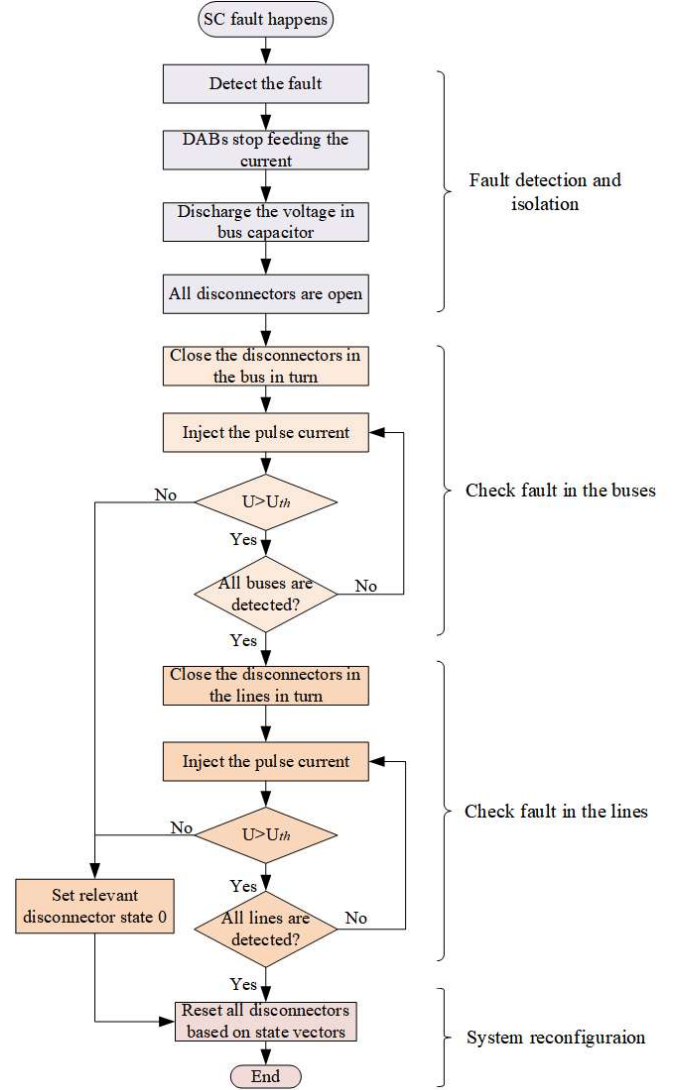 SC fault happens
Detect the fault
DABs stop feeding the
current
Discharge the voltage in
bus capacitor
All disconnectors are open
Fault detection and
isolation
Close the disconnectors in
the bus in turn
Inject the pulse current
U>Uth
No
Yes
All buses are
detected?
No
Yes
Check fault in the buses
Close the disconnectors in
the lines in turn
Inject the pulse current
U>Uth
No
Yes
All lines are
detected?
No
Yes
Check fault in the lines
Set relevant
disconnector state 0
Reset all disconnectors
based on state vectors
End
System reconfiguraion